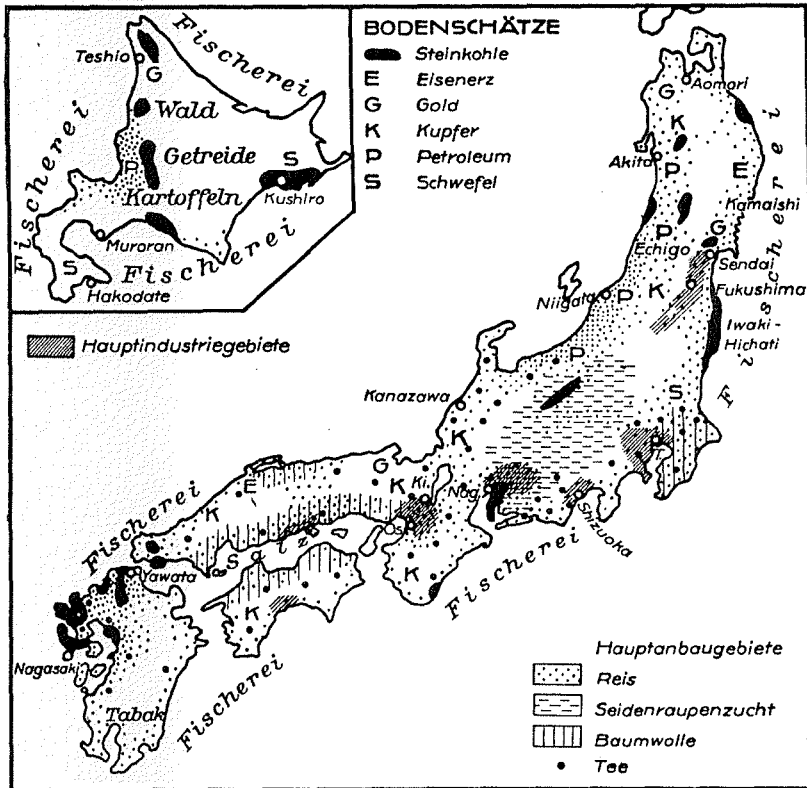 Fischerei
Teshio
G
Wald
Getreide
P
Kartoffeln
S
Kushiro
Fischerei
Muroran
Fischerei
S
Hakodate
BODENSCHÄTZE
Steinkohle
E Eisenerz
G Gold
K Kupfer
P Petroleum
S Schwefel
Hauptindustriegebiete
G
Aomori
K
Akita
P
E
Kamaishi
P
G
Echigo
Sendai
Fukushima
Niigata
P
K
Iwaki-
Hichati
Fischerei
P
S
Kanazawa
K
T.
G
K
Ki.
Nag.
Os.
Shizuoka
E
K
Fischerei
Salz
Yawata
K
K
Fischerei
Nagasaki
Tabak
Fischerei
Hauptanbaugebiete
Reis
Seidenraupenzucht
Baumwolle
Tee